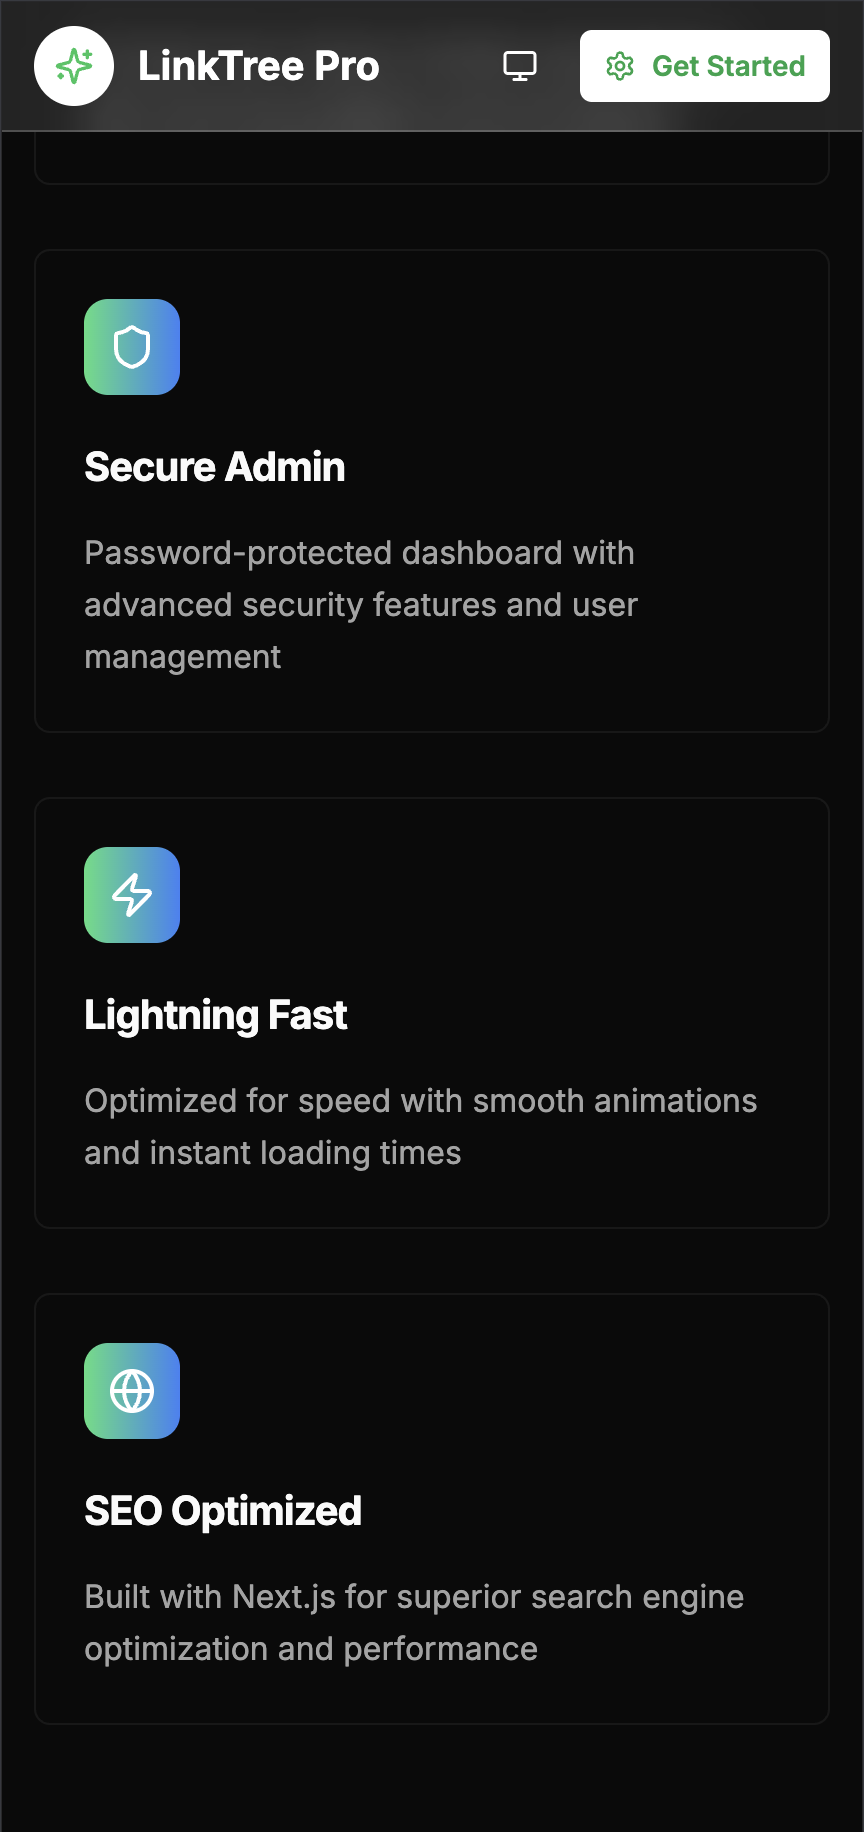 LinkTree Pro
Get Started
Secure Admin
Password-protected dashboard with
advanced security features and user
management
Lightning Fast
Optimized for speed with smooth animations
and instant loading times
SEO Optimized
Built with Next.js for superior search engine
optimization and performance